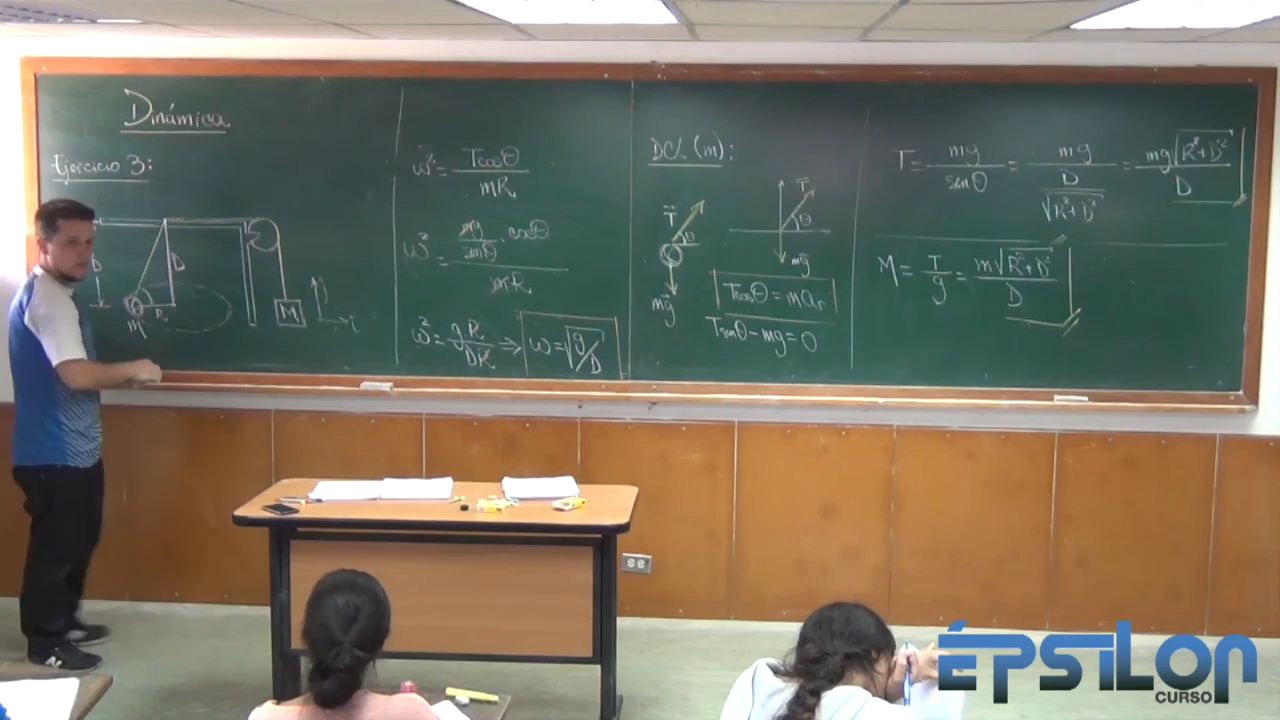 Dinámica
Ejercicio 3:
D
D
R
m
M
j
i
ω² = Tcosθ / mR
ω² = (mg / senθ) cosθ / mR
ω² = gR / DR ⇒ ω = √(g/D)
DCL (m):
T
θ
mg
T
θ
mg
Tcosθ = mar
Tsenθ - mg = 0
T = mg / senθ = mg / (D / √(R² + D²)) = mg√(R² + D²) / D
M = T / g = m√(R² + D²) / D
ÉPSILON
CURSO